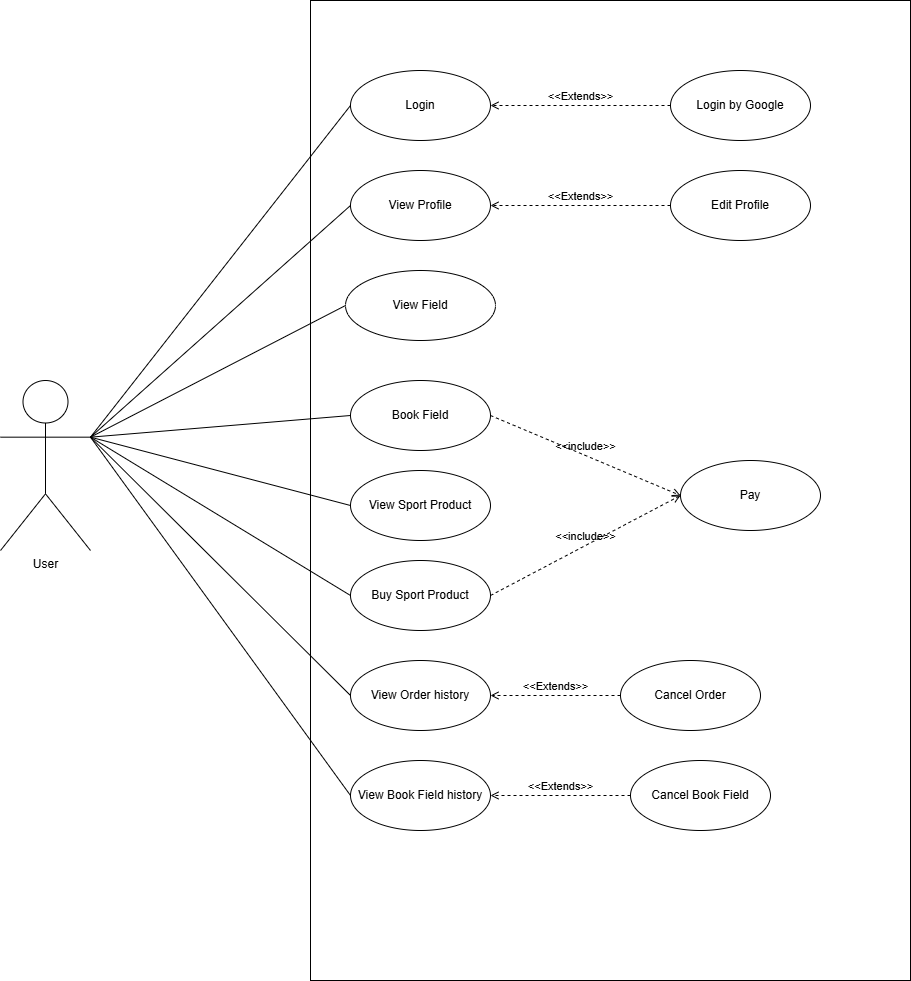 Login
<<Extends>>
Login by Google
View Profile
<<Extends>>
Edit Profile
View Field
Book Field
<<include>>
Pay
View Sport Product
<<include>>
Buy Sport Product
User
View Order history
<<Extends>>
Cancel Order
View Book Field history
<<Extends>>
Cancel Book Field